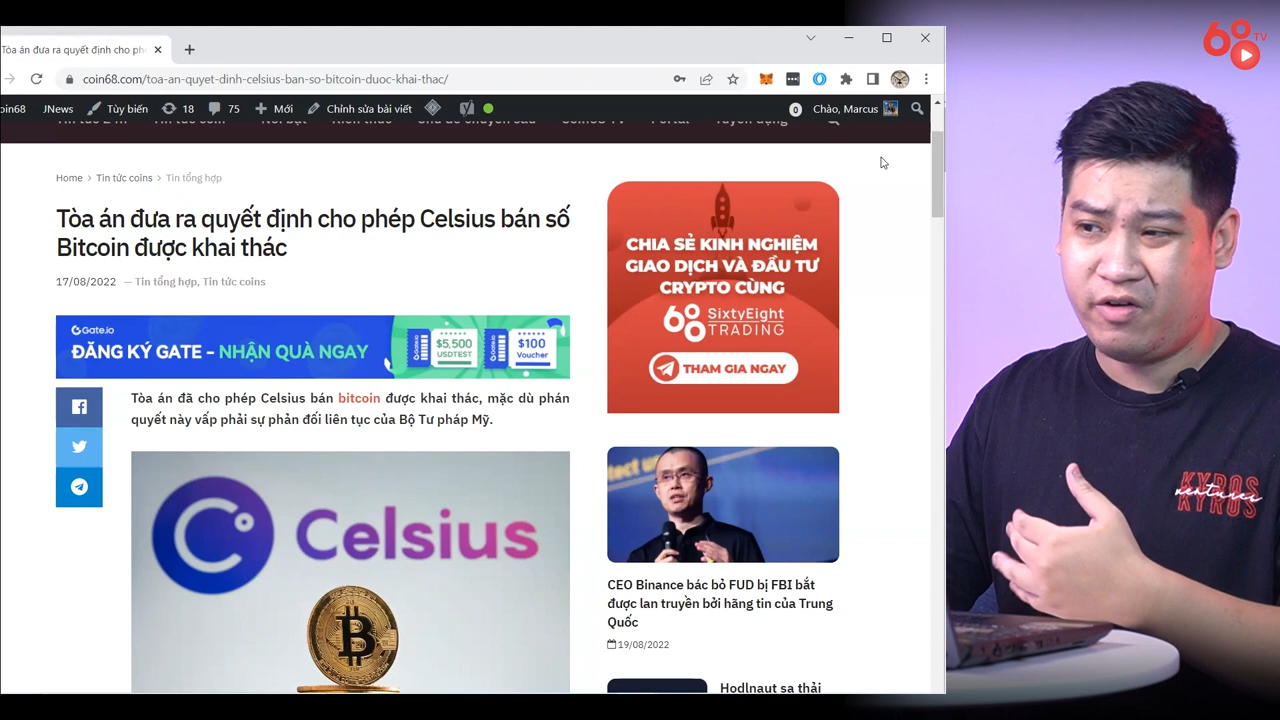 68 TV
Tòa án đưa ra quyết định cho ph
coin68.com/toa-an-quyet-dinh-celsius-ban-so-bitcoin-duoc-khai-thac/
oin68 JNews Tùy biến 18 75 Mới Chỉnh sửa bài viết 0 Chào, Marcus
Home > Tin tức coins > Tin tổng hợp
Tòa án đưa ra quyết định cho phép Celsius bán số
Bitcoin được khai thác
17/08/2022 — Tin tổng hợp, Tin tức coins
Gate.io
ĐĂNG KÝ GATE - NHẬN QUÀ NGAY
$5,500
USDTEST
$100
Voucher
Tòa án đã cho phép Celsius bán bitcoin được khai thác, mặc dù phán
quyết này vấp phải sự phản đối liên tục của Bộ Tư pháp Mỹ.
Celsius
CHIA SẺ KINH NGHIỆM
GIAO DỊCH VÀ ĐẦU TƯ
CRYPTO CÙNG
68 SixtyEight
TRADING
THAM GIA NGAY
CEO Binance bác bỏ FUD bị FBI bắt
được lan truyền bởi hãng tin của Trung
Quốc
19/08/2022
Hodlnaut sa thải
KYROS
ventures
KYROS